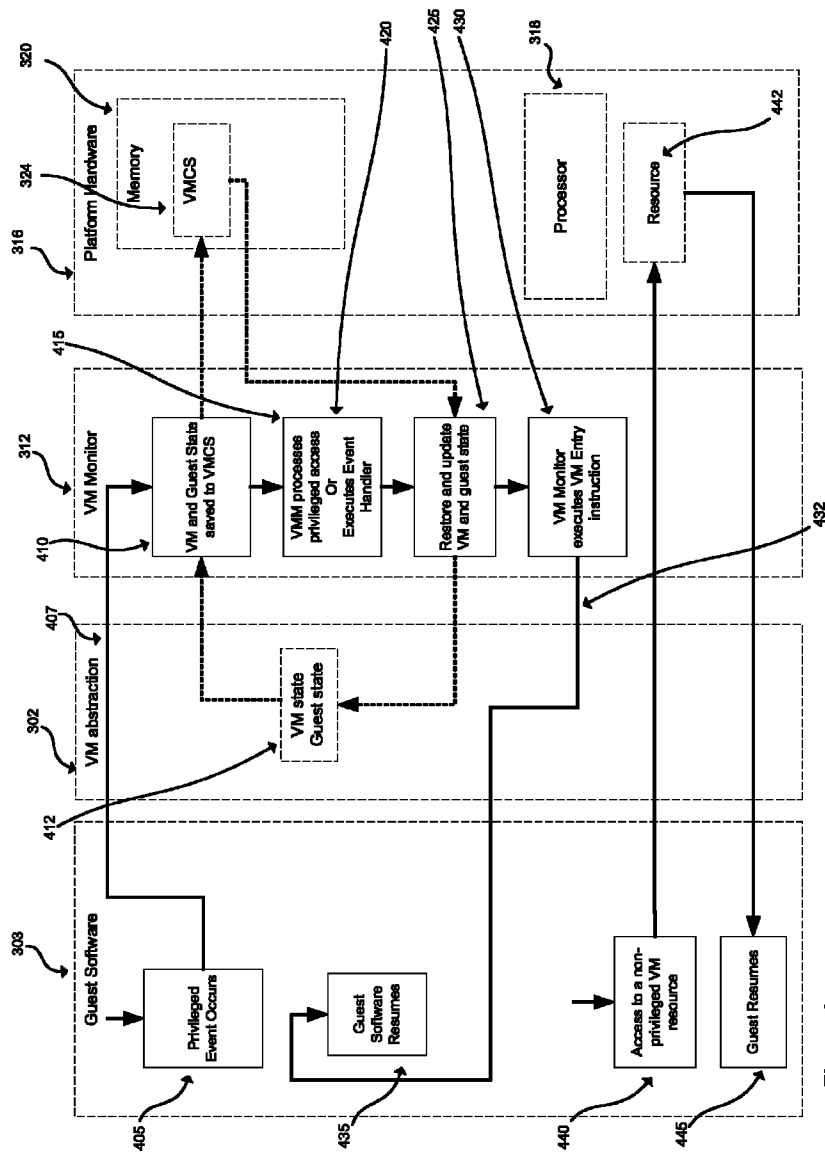 303
Guest Software
405
Privileged
Event Occurs
435
Guest
Software
Resumes
440
Access to a non-
privileged VM
resource
445
Guest Resumes
302
VM abstraction
407
412
VM state
Guest state
312
VM Monitor
410
VM and Guest State
saved to VMCS
415
VMM processes
privileged access
Or
Executes Event
Handler
420
Restore and update
VM and guest state
425
VM Monitor
executes VM Entry
instruction
430
432
316
Platform Hardware
320
Memory
324
VMCS
Processor
318
Resource
442